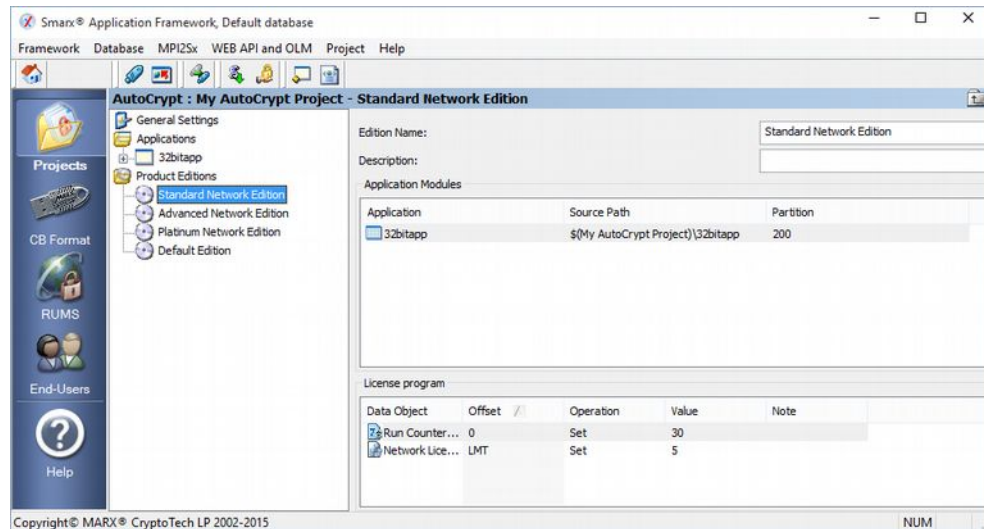 Smarx® Application Framework, Default database
Framework Database MPI2Sx WEB API and OLM Project Help
AutoCrypt : My AutoCrypt Project - Standard Network Edition
Projects
CB Format
RUMS
End-Users
Help
General Settings
Applications
32bitapp
Product Editions
Standard Network Edition
Advanced Network Edition
Platinum Network Edition
Default Edition
Edition Name: Standard Network Edition
Description:
Application Modules
Application Source Path Partition
32bitapp $(My AutoCrypt Project)\32bitapp 200
License program
Data Object Offset Operation Value Note
Run Counter... 0 Set 30
Network Lice... LMT Set 5
Copyright© MARX® CryptoTech LP 2002-2015 NUM